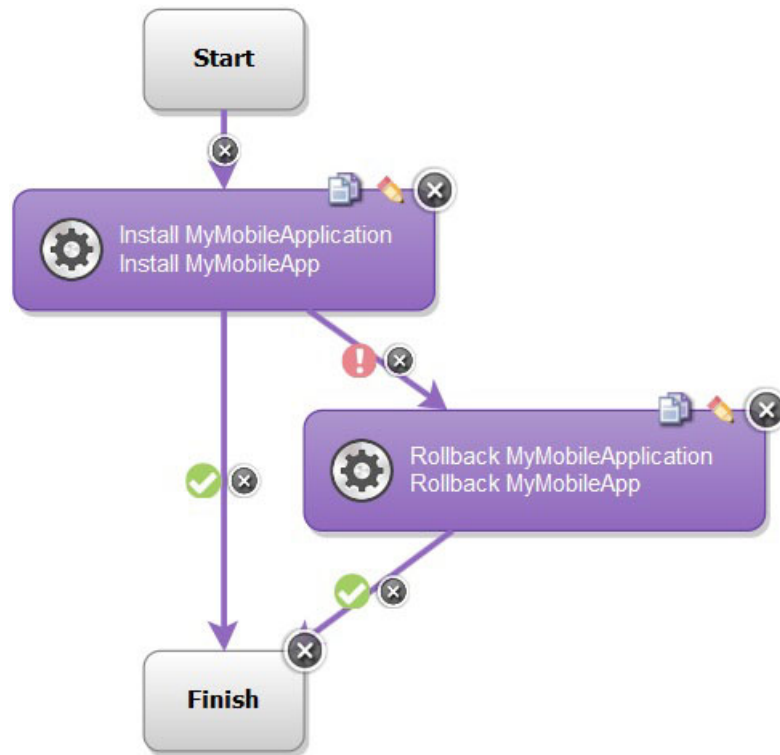 Start
Install MyMobileApplication
Install MyMobileApp
Rollback MyMobileApplication
Rollback MyMobileApp
Finish